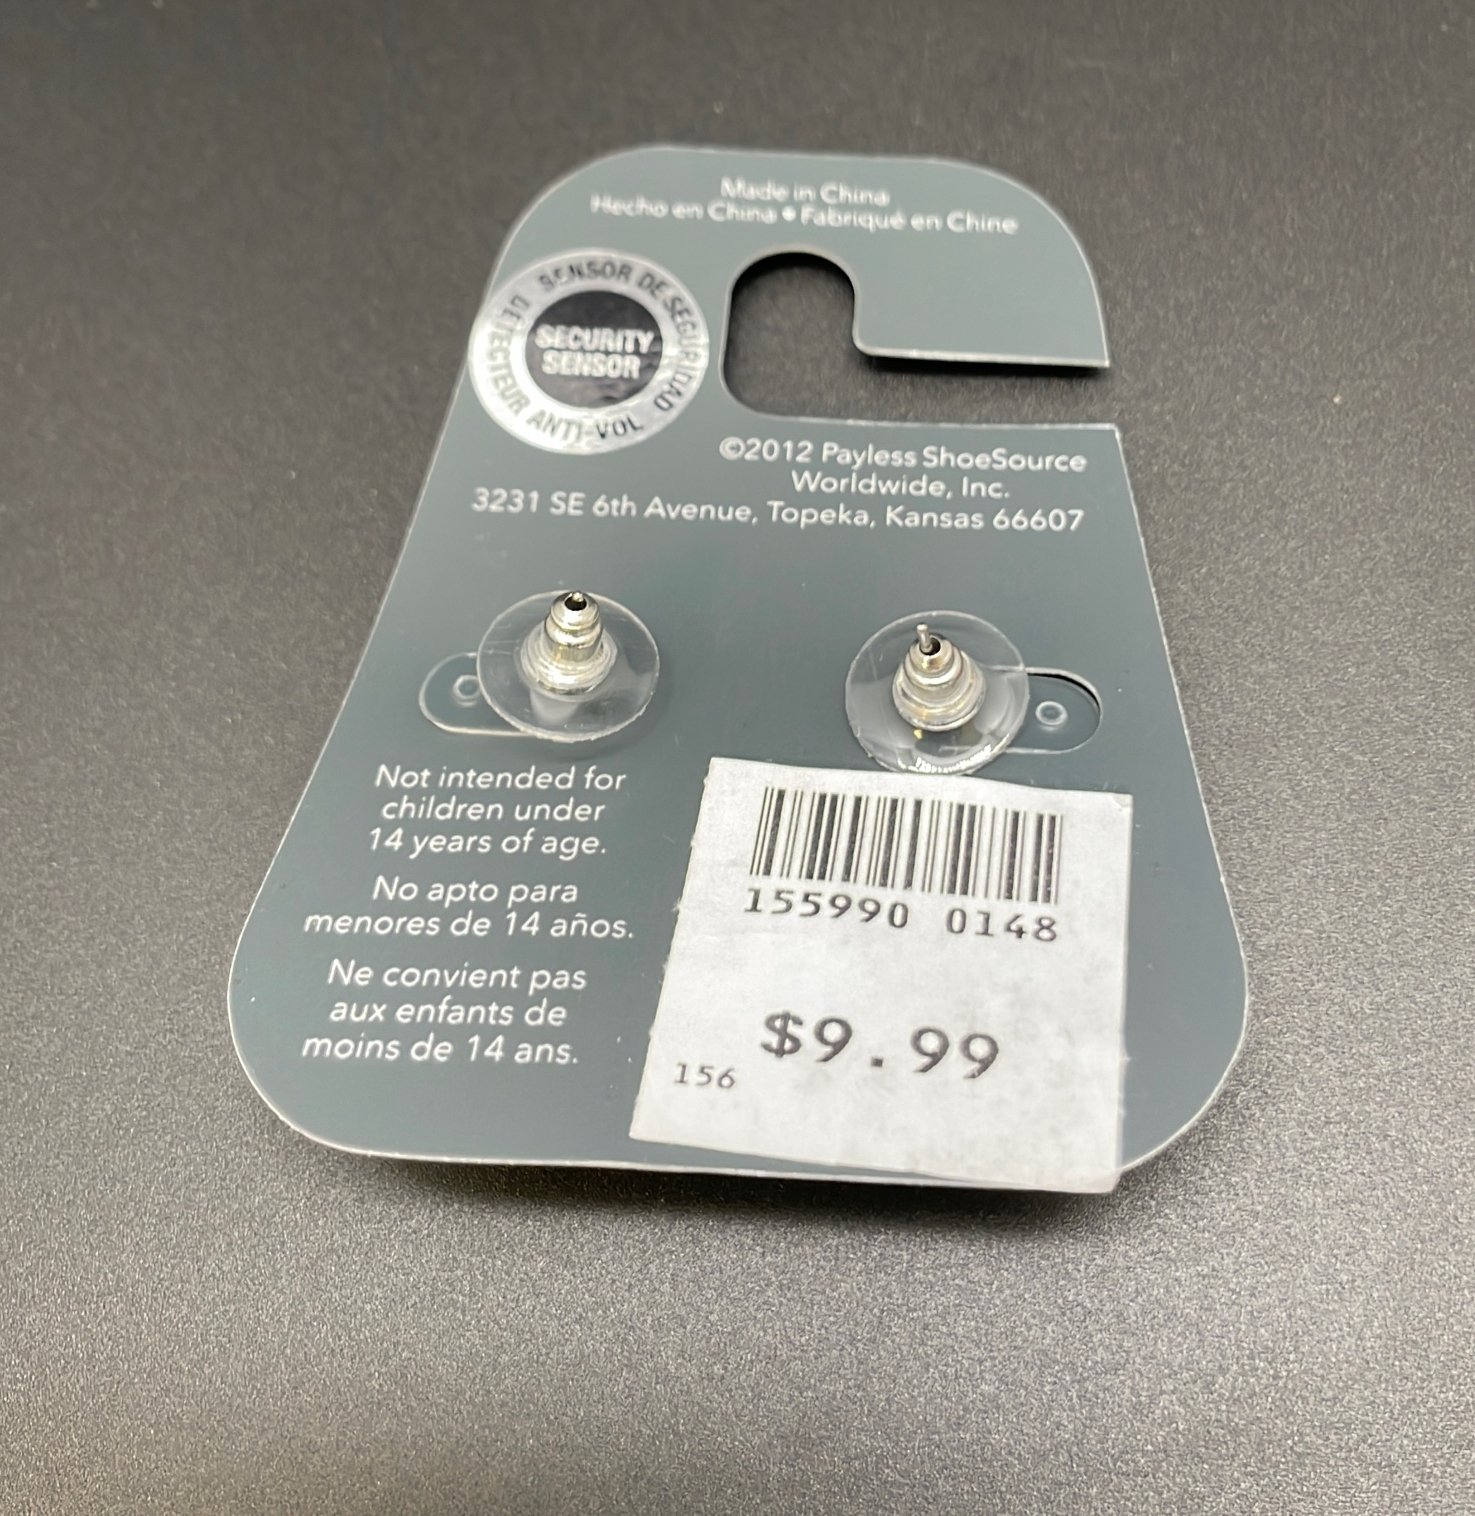 Made in China
Hecho en China • Fabriqué en Chine
SENSOR DE SEGURIDAD
SECURITY
SENSOR
DÉTECTEUR ANTI-VOL
©2012 Payless ShoeSource
Worldwide, Inc.
3231 SE 6th Avenue, Topeka, Kansas 66607
Not intended for
children under
14 years of age.
No apto para
menores de 14 años.
Ne convient pas
aux enfants de
moins de 14 ans.
155990 0148
$9.99
156